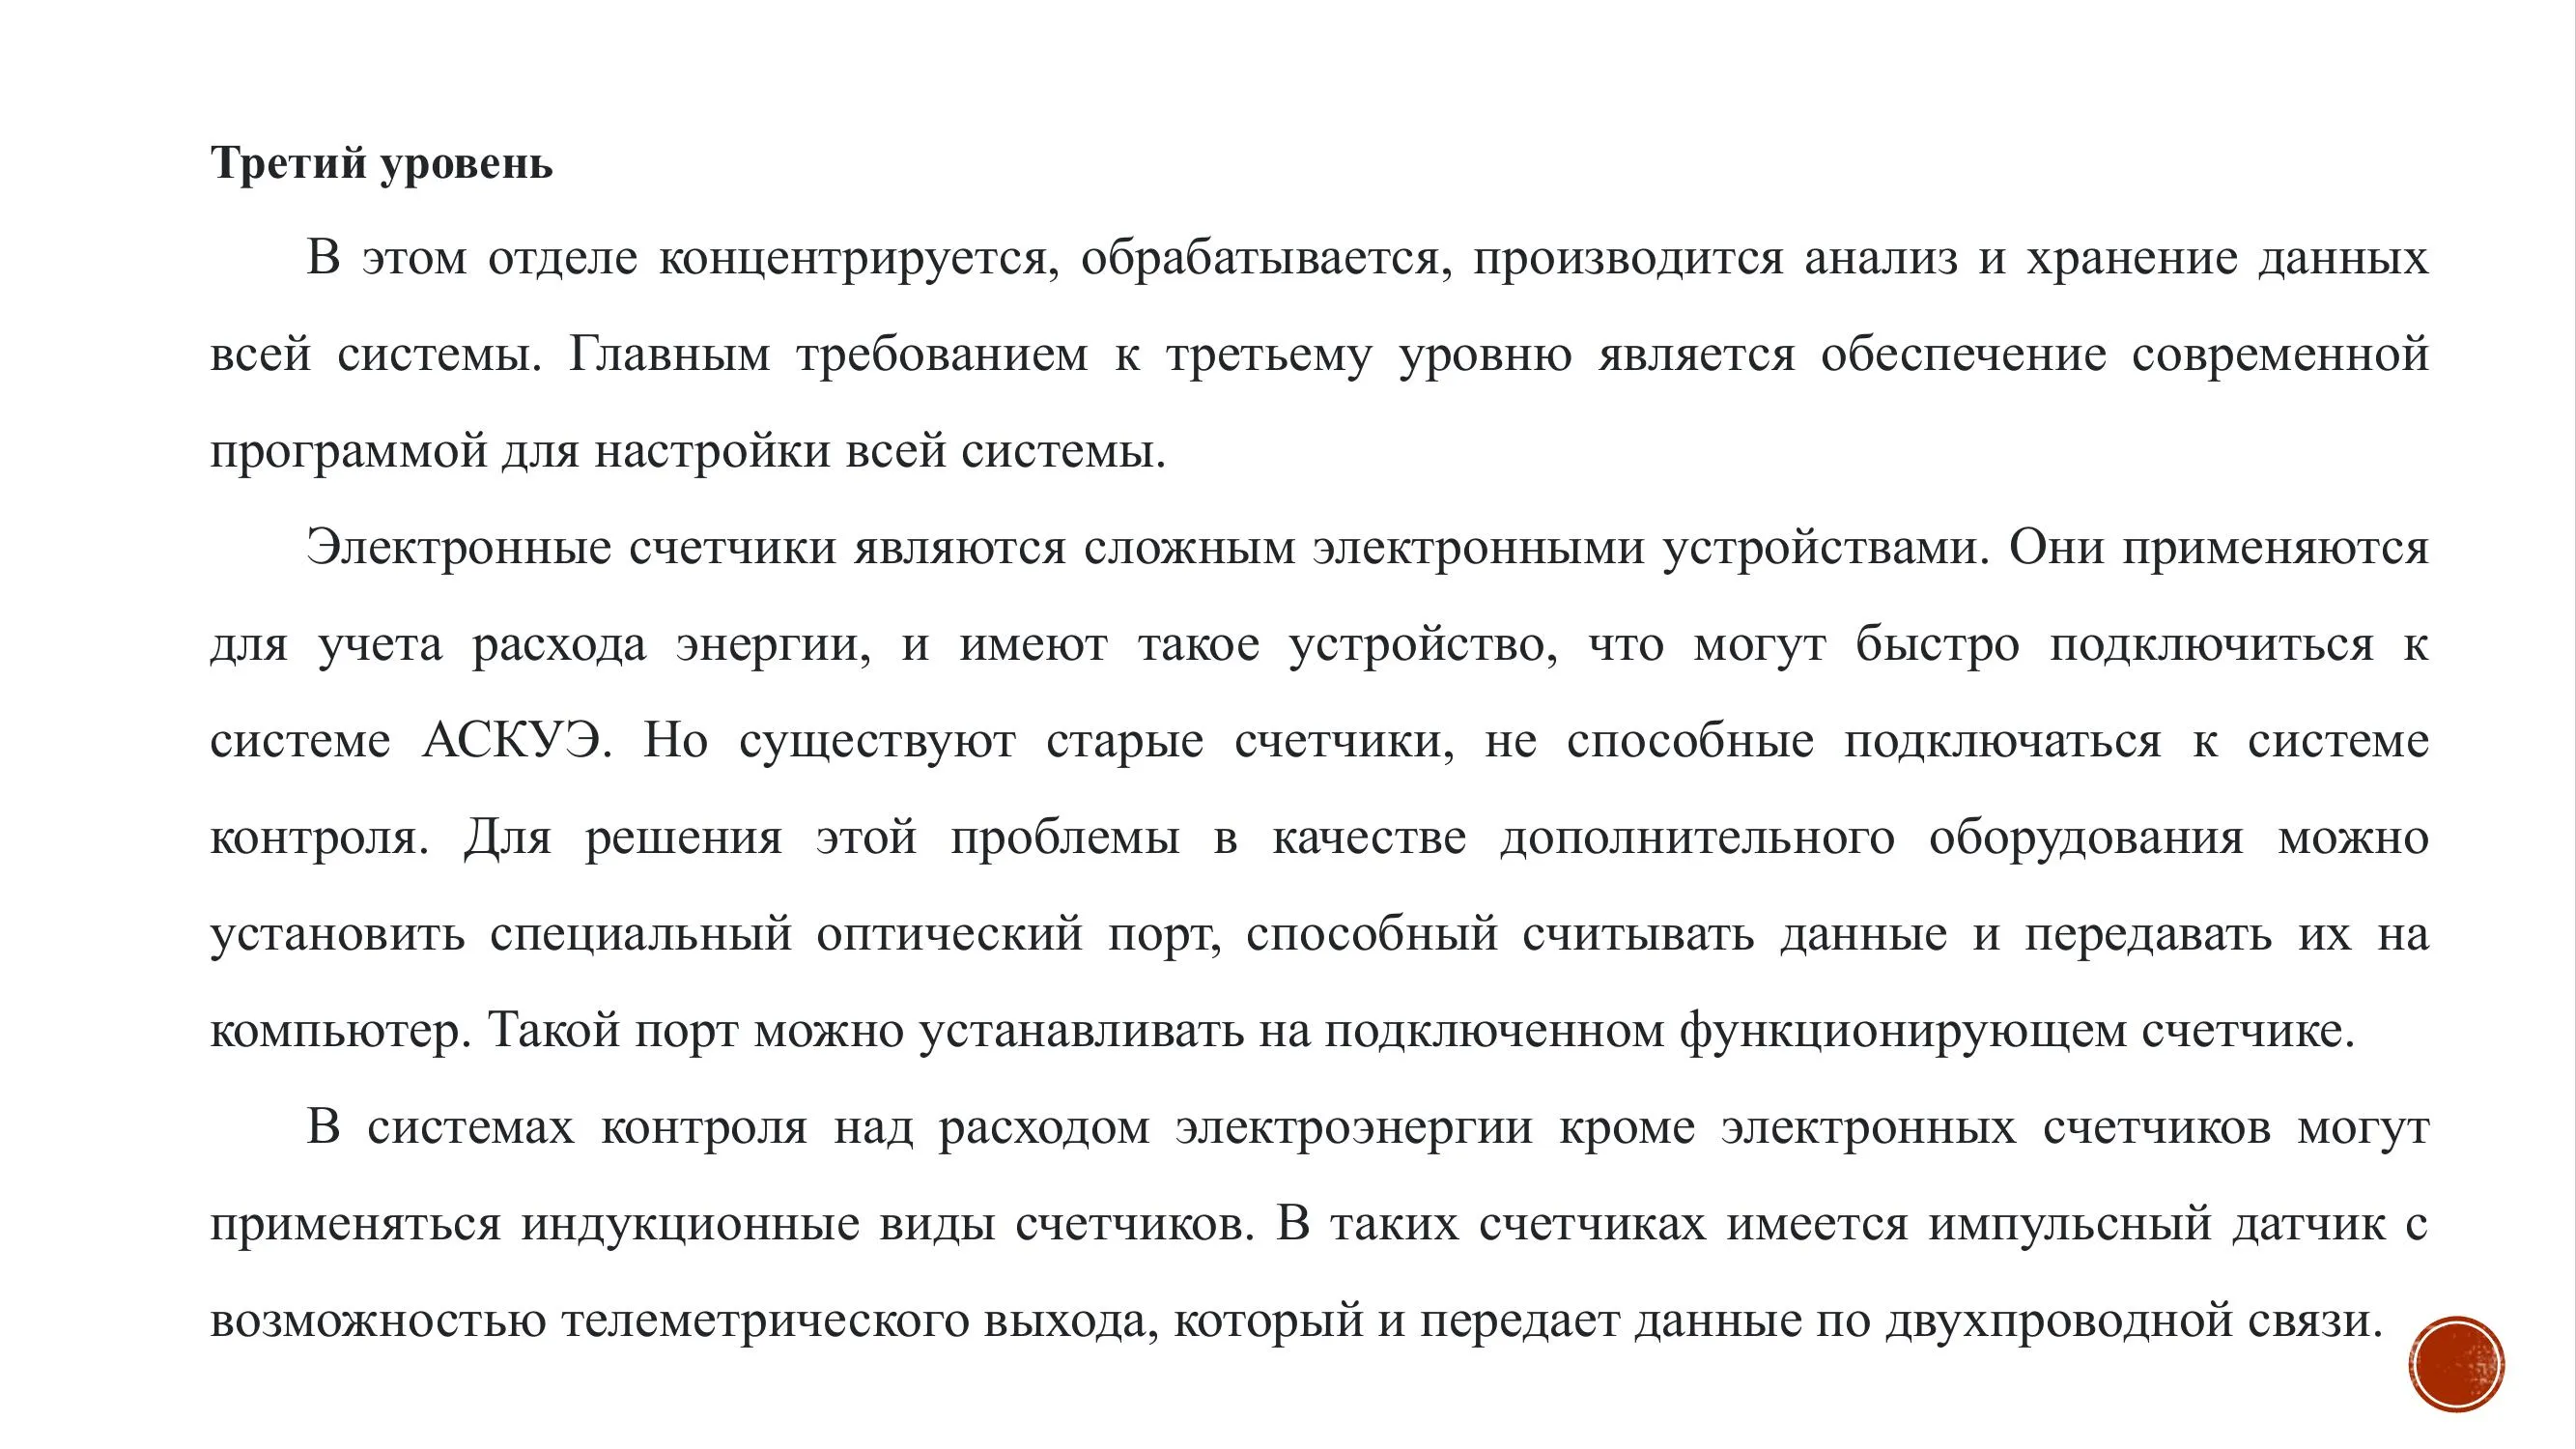 Третий уровень
В этом отделе концентрируется, обрабатывается, производится анализ и хранение данных
всей системы. Главным требованием к третьему уровню является обеспечение современной
программой для настройки всей системы.
Электронные счетчики являются сложным электронными устройствами. Они применяются
для учета расхода энергии, и имеют такое устройство, что могут быстро подключиться к
системе АСКУЭ. Но существуют старые счетчики, не способные подключаться к системе
контроля. Для решения этой проблемы в качестве дополнительного оборудования можно
установить специальный оптический порт, способный считывать данные и передавать их на
компьютер. Такой порт можно устанавливать на подключенном функционирующем счетчике.
В системах контроля над расходом электроэнергии кроме электронных счетчиков могут
применяться индукционные виды счетчиков. В таких счетчиках имеется импульсный датчик с
возможностью телеметрического выхода, который и передает данные по двухпроводной связи.